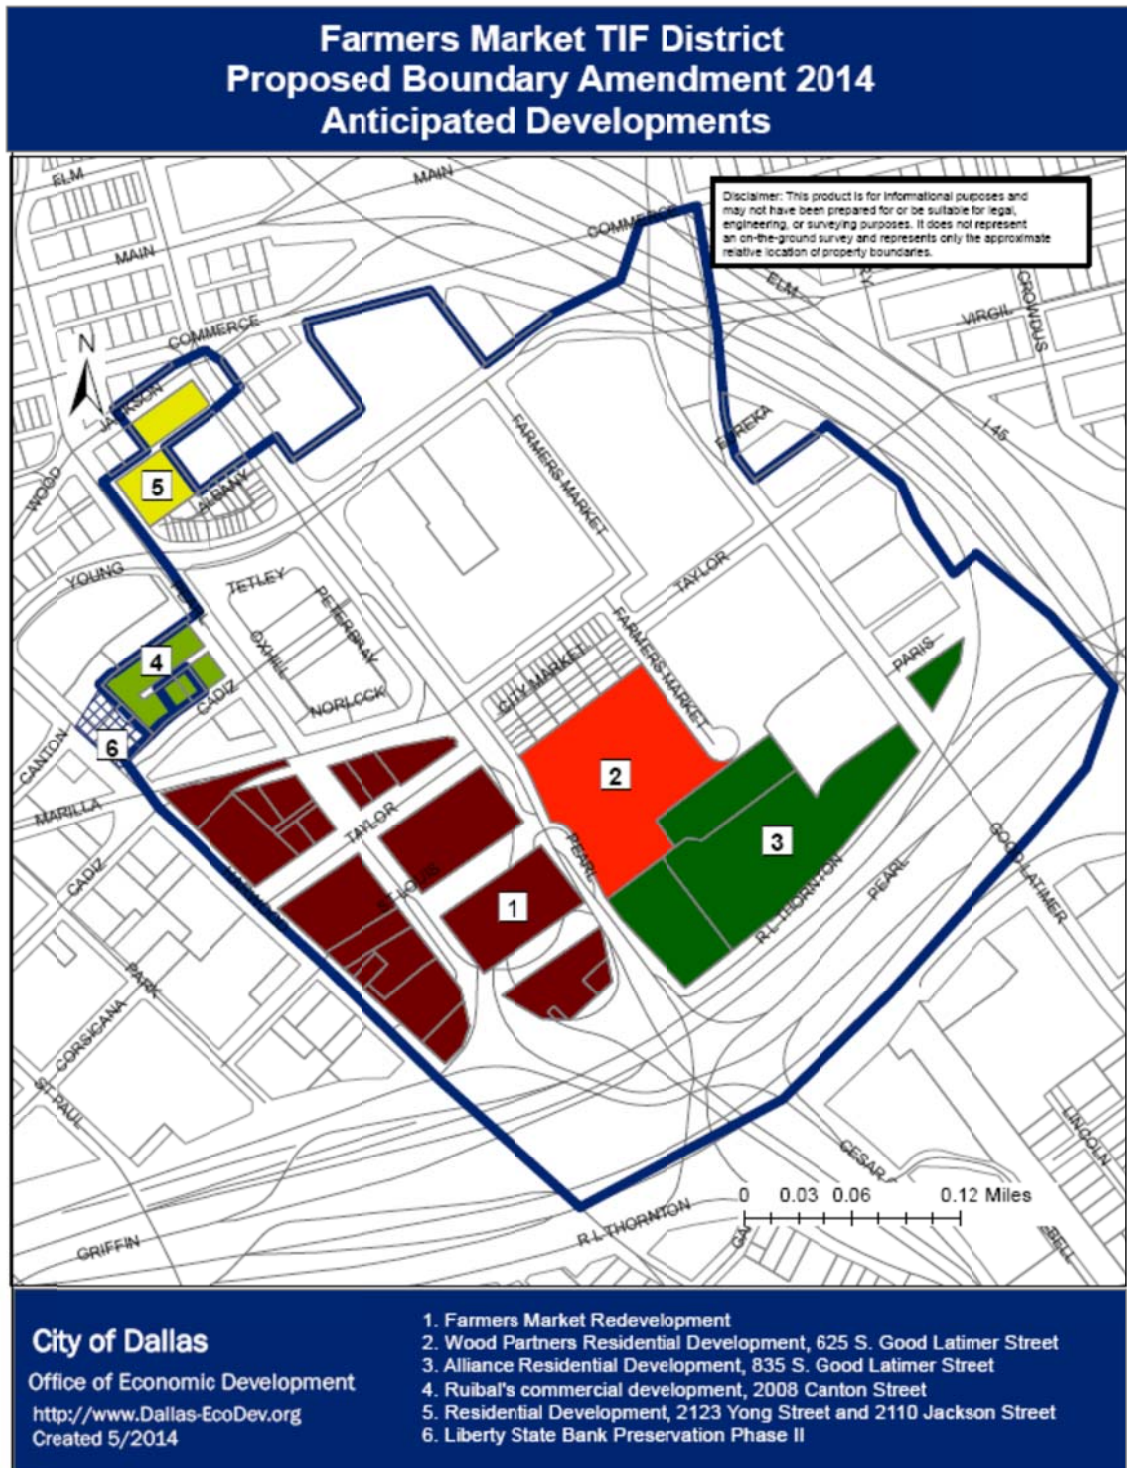 Farmers Market TIF District
Proposed Boundary Amendment 2014
Anticipated Developments
ELM
MAIN
Disclaimer: This product is for informational purposes and
may not have been prepared for or be suitable for legal,
engineering, or surveying purposes. It does not represent
an on-the-ground survey and represents only the approximate
relative location of property boundaries.
COMMERCE
MAIN
ELM
CROWDUS
VIRGIL
COMMERCE
N
JACKSON
FARMERS MARKET
EUREKA
I 45
WOOD
5
ALBANY
YOUNG
TETLEY
PETERBAY
TAYLOR
OXHILL
FARMERS MARKET
4
CADIZ
NORLOCK
CITY MARKET
PARIS
CANTON
6
2
MARILLA
TAYLOR
PEARL
3
GOOD LATIMER
CADIZ
HARWOOD
ST LOUIS
1
R L THORNTON
PEARL
PARK
CORSICANA
ST PAUL
CESAR
LINCOLN
0 0.03 0.06 0.12 Miles
R L THORNTON
GRIFFIN
BELL
City of Dallas
Office of Economic Development
http://www.Dallas-EcoDev.org
Created 5/2014
1. Farmers Market Redevelopment
2. Wood Partners Residential Development, 625 S. Good Latimer Street
3. Alliance Residential Development, 835 S. Good Latimer Street
4. Ruibal's commercial development, 2008 Canton Street
5. Residential Development, 2123 Yong Street and 2110 Jackson Street
6. Liberty State Bank Preservation Phase II